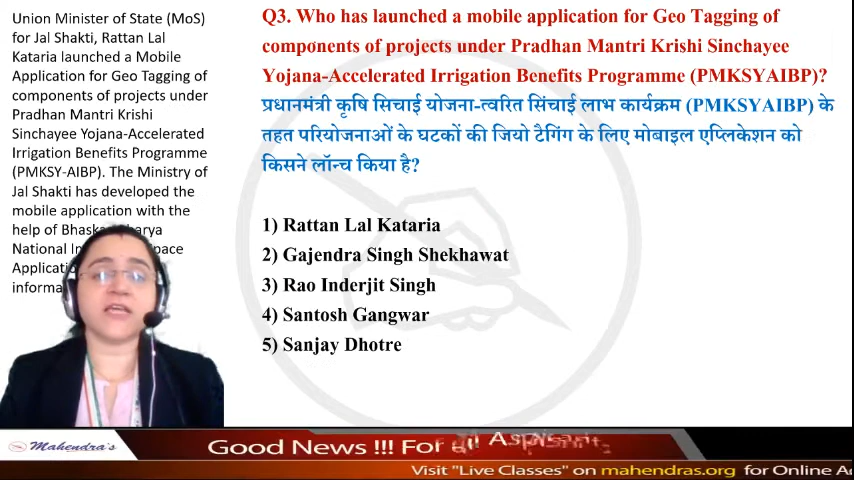 Union Minister of State (MoS)
for Jal Shakti, Rattan Lal
Kataria launched a Mobile
Application for Geo Tagging of
components of projects under
Pradhan Mantri Krishi
Sinchayee Yojana-Accelerated
Irrigation Benefits Programme
(PMKSY-AIBP). The Ministry of
Jal Shakti has developed the
mobile application with the
help of
National
Q3. Who has launched a mobile application for Geo Tagging of
components of projects under Pradhan Mantri Krishi Sinchayee
Yojana-Accelerated Irrigation Benefits Programme (PMKSYAIBP)?
प्रधानमंत्री कृषि सिचाई योजना-त्वरित सिंचाई लाभ कार्यक्रम (PMKSYAIBP) के
तहत परियोजनाओं के घटकों की जियो टैगिंग के लिए मोबाइल एप्लिकेशन को
किसने लॉन्च किया है?
1) Rattan Lal Kataria
2) Gajendra Singh Shekhawat
3) Rao Inderjit Singh
4) Santosh Gangwar
5) Sanjay Dhotre
Mahendra's
Good News !!! For
Visit "Live Classes" on mahendras.org for Online